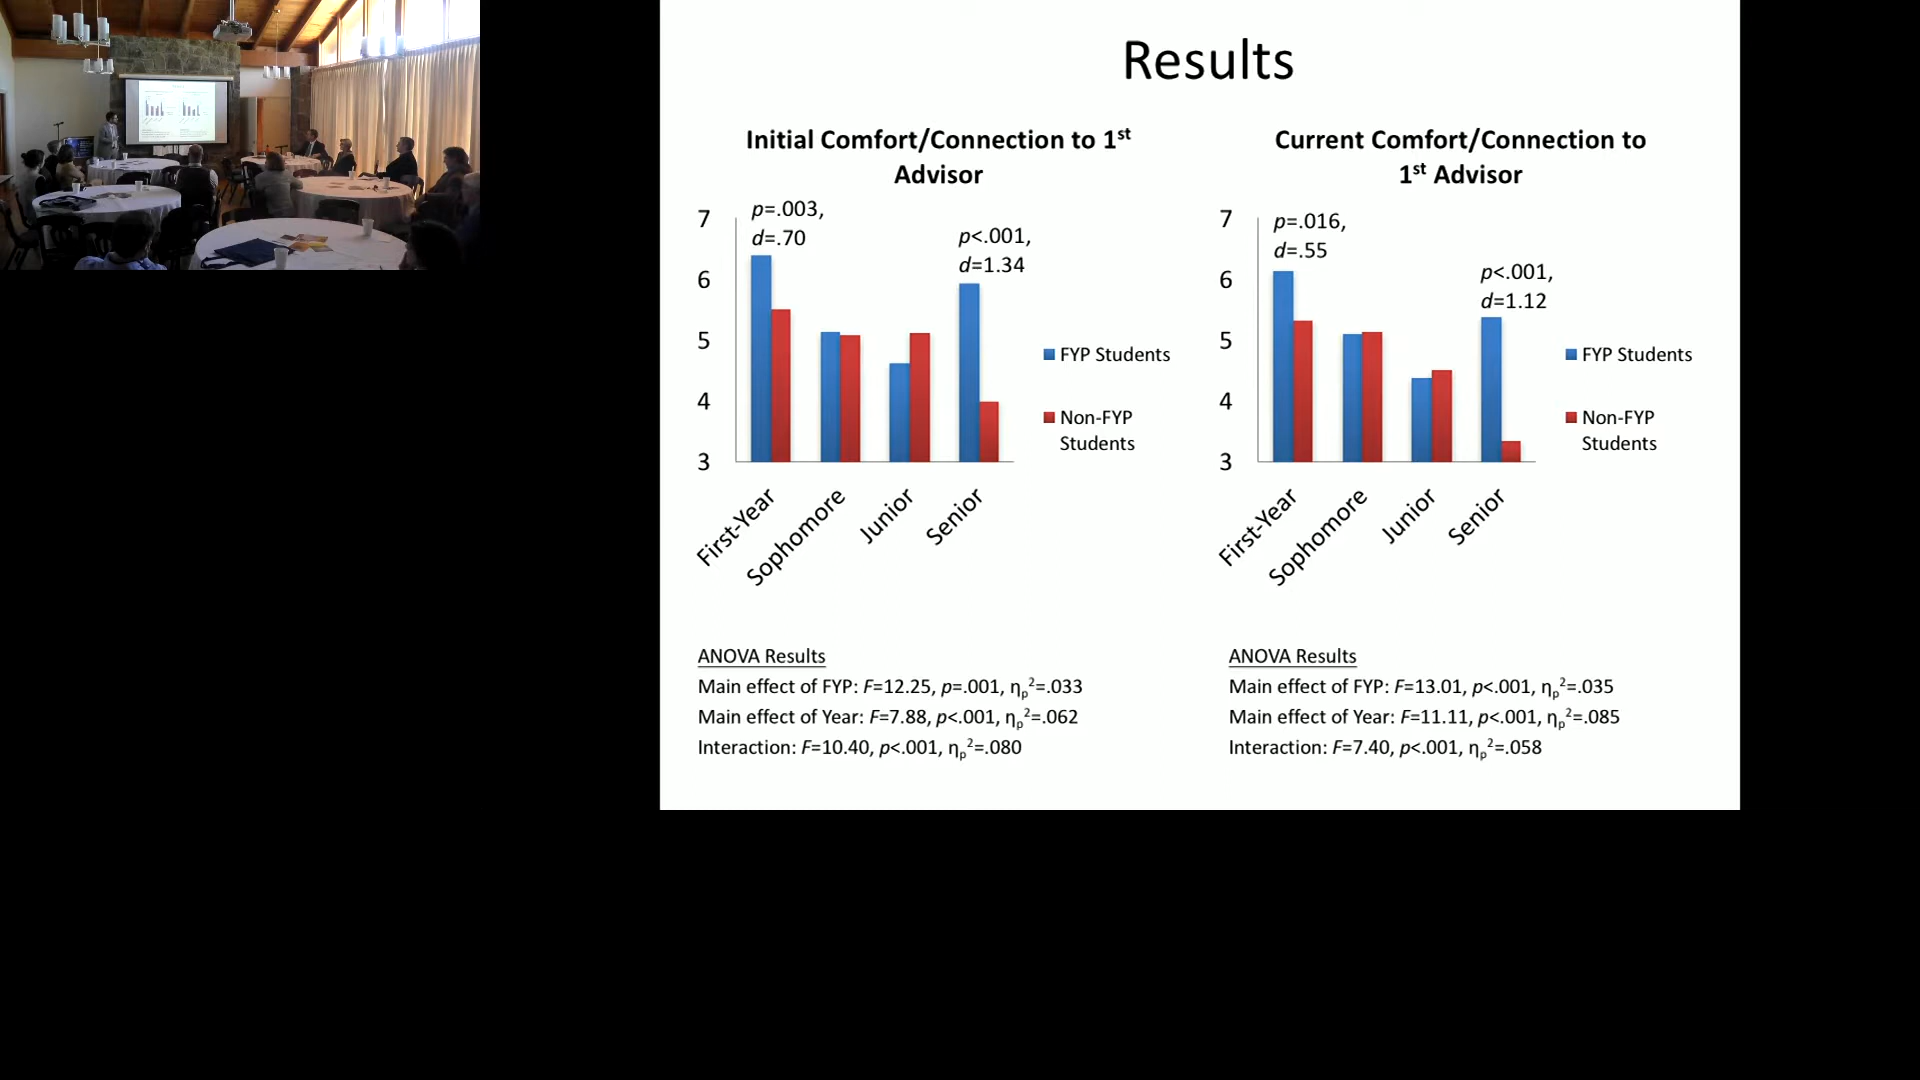 Results
Initial Comfort/Connection to 1st
Advisor
7
6
5
4
3
p=.003,
d=.70
p<.001,
d=1.34
First-Year
Sophomore
Junior
Senior
FYP Students
Non-FYP
Students
Current Comfort/Connection to
1st Advisor
7
6
5
4
3
p=.016,
d=.55
p<.001,
d=1.12
First-Year
Sophomore
Junior
Senior
FYP Students
Non-FYP
Students
ANOVA Results
Main effect of FYP: F=12.25, p=.001, ηp2=.033
Main effect of Year: F=7.88, p<.001, ηp2=.062
Interaction: F=10.40, p<.001, ηp2=.080
ANOVA Results
Main effect of FYP: F=13.01, p<.001, ηp2=.035
Main effect of Year: F=11.11, p<.001, ηp2=.085
Interaction: F=7.40, p<.001, ηp2=.058